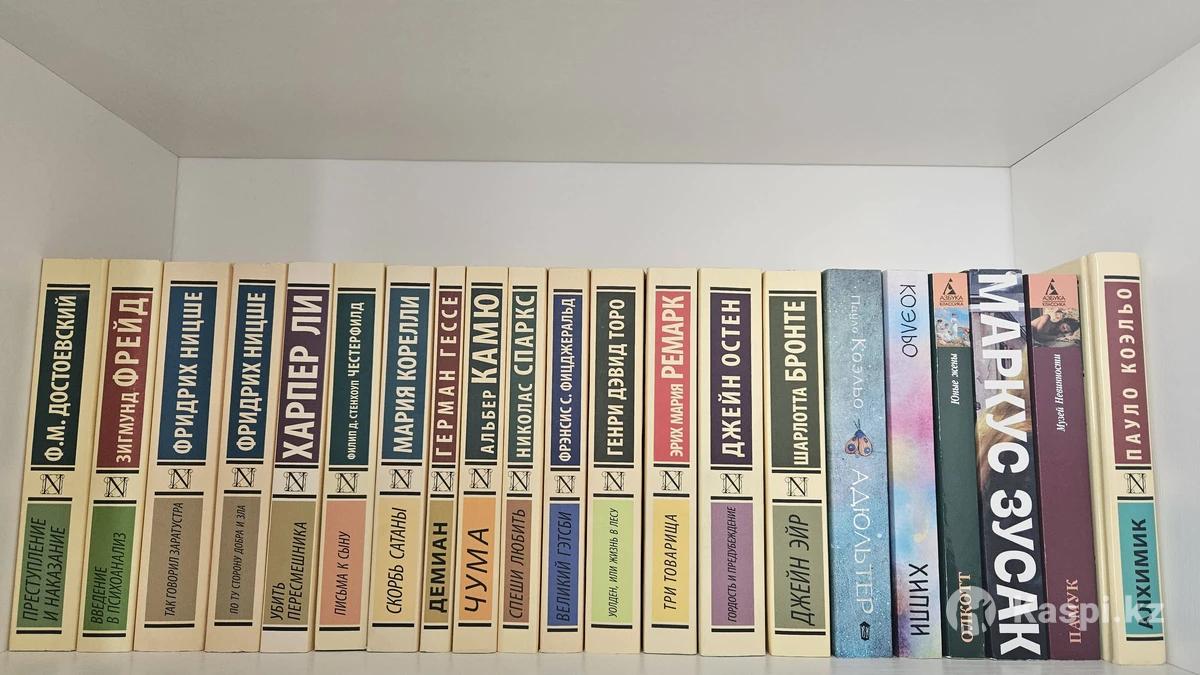 Ф.М. ДОСТОЕВСКИЙ
ПРЕСТУПЛЕНИЕ
И НАКАЗАНИЕ
ЗИГМУНД ФРЕЙД
ВВЕДЕНИЕ
В ПСИХОАНАЛИЗ
ФРИДРИХ НИЦШЕ
ТАК ГОВОРИЛ ЗАРАТУСТРА
ФРИДРИХ НИЦШЕ
ПО ТУ СТОРОНУ ДОБРА И ЗЛА
ХАРПЕР ЛИ
УБИТЬ
ПЕРЕСМЕШНИКА
ФИЛИП Д. СТЕНХОУП ЧЕСТЕРФИЛД
ПИСЬМА К СЫНУ
МАРИЯ КОРЕЛЛИ
СКОРБЬ САТАНЫ
ГЕРМАН ГЕССЕ
ДЕМИАН
АЛЬБЕР КАМЮ
ЧУМА
НИКОЛАС СПАРКС
СПЕШИ ЛЮБИТЬ
ФРЭНСИС С. ФИЦДЖЕРАЛЬД
ВЕЛИКИЙ ГЭТСБИ
ГЕНРИ ДЭВИД ТОРО
УОЛДЕН, ИЛИ ЖИЗНЬ В ЛЕСУ
ЭРИХ МАРИЯ РЕМАРК
ТРИ ТОВАРИЩА
ДЖЕЙН ОСТЕН
ГОРДОСТЬ И ПРЕДУБЕЖДЕНИЕ
ШАРЛОТТА БРОНТЕ
ДЖЕЙН ЭЙР
Пауло Коэльо
АДЮЛЬТЕР
КОЭЛЬО
ХИППИ
АЗБУКА
КЛАССИКА
Юные жены
ОЛКОТТ
МАРКУС ЗУСАК
АЗБУКА
КЛАССИКА
Музей Невинности
ПАМУК
ПАУЛО КОЭЛЬО
АЛХИМИК
Kaspi.kz